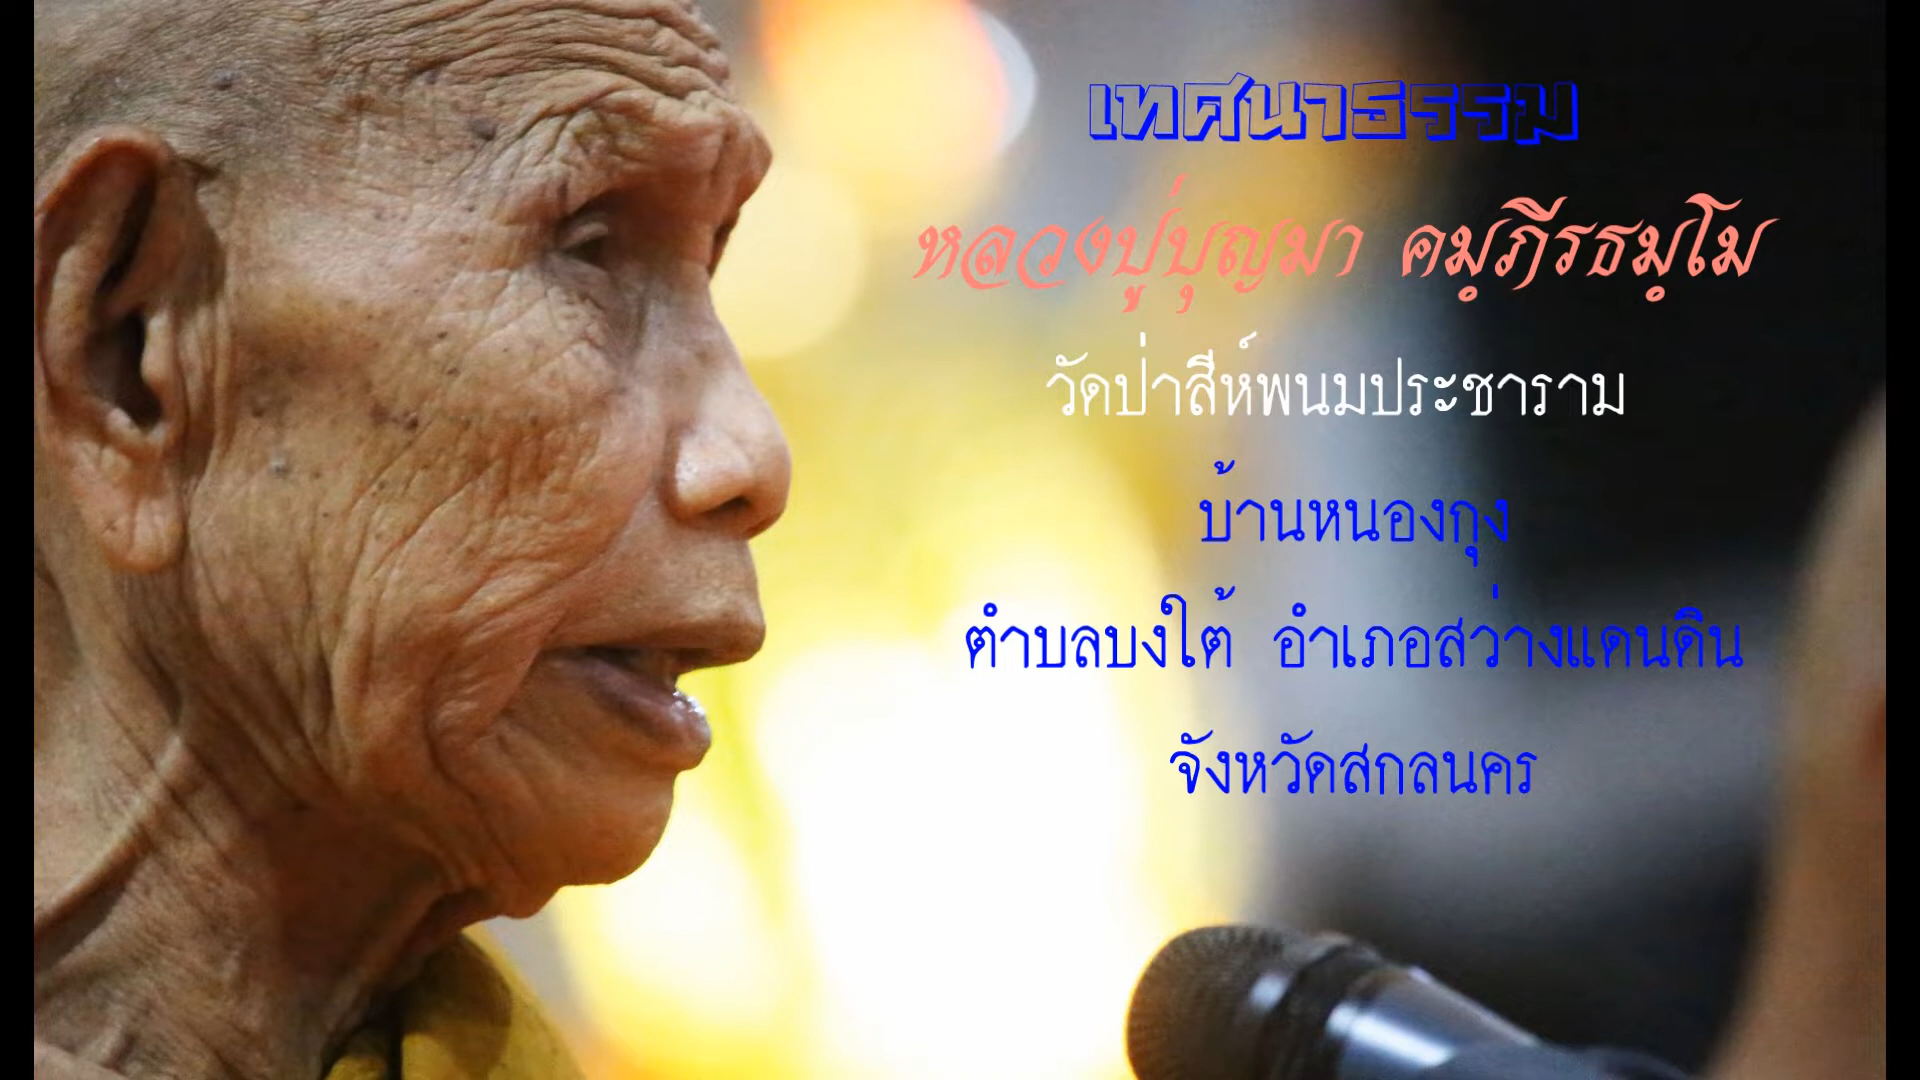 เทศนาธรรม
หลวงปู่บุญมา คมฺภีรธมฺโม
วัดป่าสีห์พนมประชาราม
บ้านหนองกุง
ตำบลบงใต้ อำเภอสว่างแดนดิน
จังหวัดสกลนคร